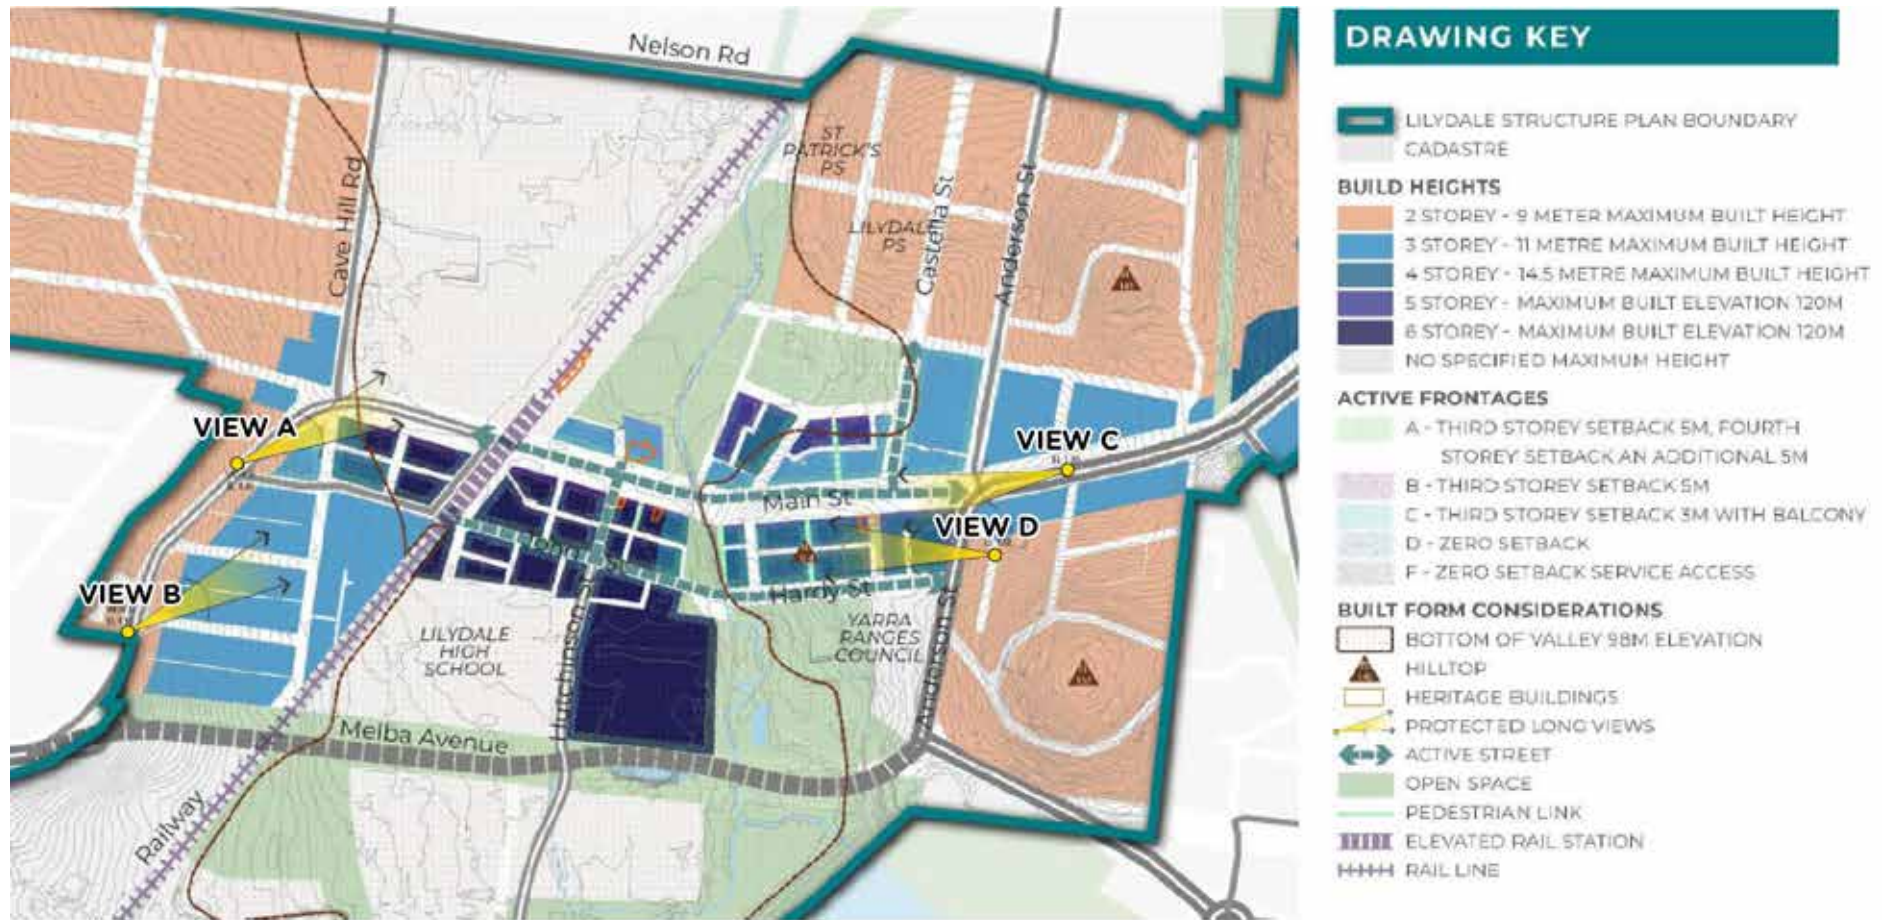 Nelson Rd
ST
PATRICK'S
PS
LILYDALE
PS
Cave Hill Rd
Castella St
Anderson St
VIEW A
VIEW C
Main St
VIEW D
John St
VIEW B
Hardy St
LILYDALE
HIGH
SCHOOL
Hutchinson St
YARRA
RANGES
COUNCIL
Anderson St
Melba Avenue
Railway
DRAWING KEY
LILYDALE STRUCTURE PLAN BOUNDARY
CADASTRE
BUILD HEIGHTS
2 STOREY - 9 METER MAXIMUM BUILT HEIGHT
3 STOREY - 11 METRE MAXIMUM BUILT HEIGHT
4 STOREY - 14.5 METRE MAXIMUM BUILT HEIGHT
5 STOREY - MAXIMUM BUILT ELEVATION 120M
6 STOREY - MAXIMUM BUILT ELEVATION 120M
NO SPECIFIED MAXIMUM HEIGHT
ACTIVE FRONTAGES
A - THIRD STOREY SETBACK 5M, FOURTH
STOREY SETBACK AN ADDITIONAL 5M
B - THIRD STOREY SETBACK 5M
C - THIRD STOREY SETBACK 3M WITH BALCONY
D - ZERO SETBACK
F - ZERO SETBACK SERVICE ACCESS
BUILT FORM CONSIDERATIONS
BOTTOM OF VALLEY 98M ELEVATION
HILLTOP
HERITAGE BUILDINGS
PROTECTED LONG VIEWS
ACTIVE STREET
OPEN SPACE
PEDESTRIAN LINK
ELEVATED RAIL STATION
RAIL LINE